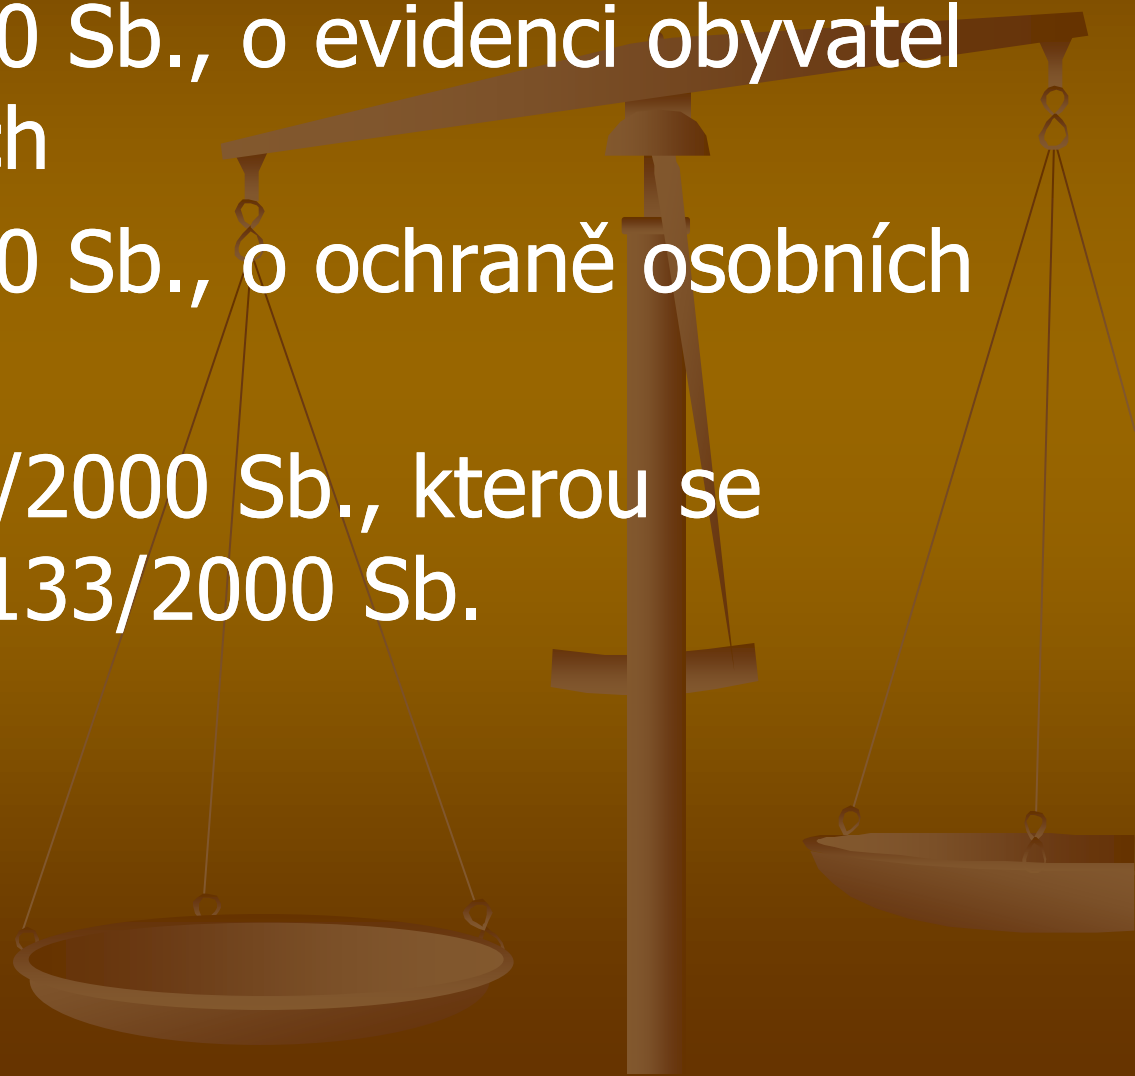 0 Sb., o evidenci obyvatel
ch
0 Sb., o ochraně osobních
/2000 Sb., kterou se
133/2000 Sb.